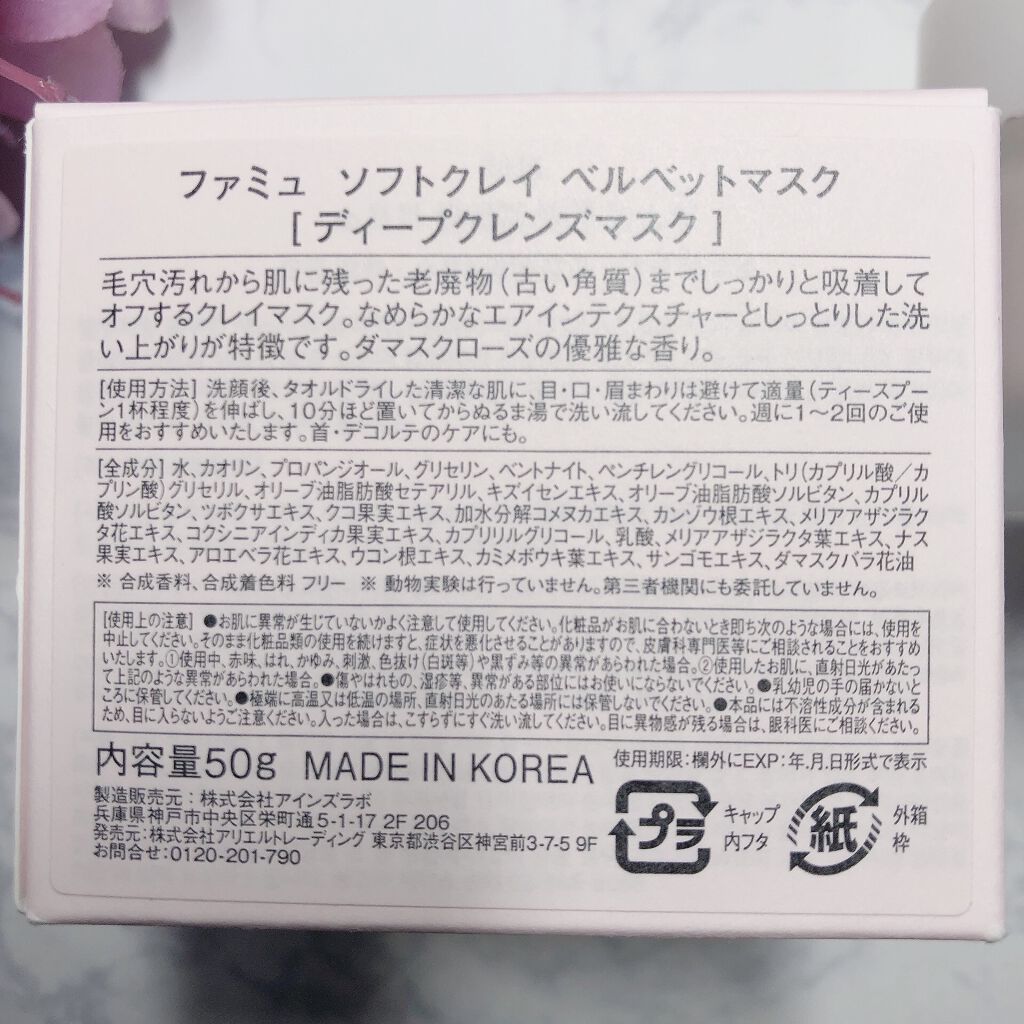 ファミュ ソフトクレイ ベルベットマスク
[ ディープクレンズマスク ]
毛穴汚れから肌に残った老廃物(古い角質)までしっかりと吸着して
オフするクレイマスク。なめらかなエアインテクスチャーとしっとりした洗
い上がりが特徴です。ダマスクローズの優雅な香り。
[使用方法] 洗顔後、タオルドライした清潔な肌に、目・口・眉まわりは避けて適量(ティースプー
ン1杯程度)を伸ばし、10分ほど置いてからぬるま湯で洗い流してください。週に1〜2回のご使
用をおすすめいたします。首・デコルテのケアにも。
[全成分] 水、カオリン、プロパンジオール、グリセリン、ベントナイト、ペンチレングリコール、トリ(カプリル酸/カ
プリン酸)グリセリル、オリーブ油脂肪酸セテアリル、キズイセンエキス、オリーブ油脂肪酸ソルビタン、カプリル
酸ソルビタン、ツボクサエキス、クコ果実エキス、加水分解コメヌカエキス、カンゾウ根エキス、メリアアザジラク
タ花エキス、コクシニアインディカ果実エキス、カプリリルグリコール、乳酸、メリアアザジラクタ葉エキス、ナス
果実エキス、アロエベラ花エキス、ウコン根エキス、カミメボウキ葉エキス、サンゴモエキス、ダマスクバラ花油
※ 合成香料、合成着色料 フリー ※ 動物実験は行っていません。第三者機関にも委託していません。
[使用上の注意] ●お肌に異常が生じていないかよく注意して使用してください。化粧品がお肌に合わないとき即ち次のような場合には、使用を
中止してください。そのまま化粧品類の使用を続けますと、症状を悪化させることがありますので、皮膚科専門医等にご相談されることをおすすめ
いたします。①使用中、赤味、はれ、かゆみ、刺激、色抜け(白斑等)や黒ずみ等の異常があらわれた場合。②使用したお肌に、直射日光があたっ
て上記のような異常があらわれた場合。●傷やはれもの、湿疹等、異常がある部位にはお使いにならないでください。●乳幼児の手の届かないと
ころに保管してください。●極端に高温又は低温の場所、直射日光のあたる場所には保管しないでください。●本品には不溶性成分が含まれる
ため、目に入らないようご注意ください。入った場合は、こすらずにすぐ洗い流してください。目に異物感が残る場合は、眼科医にご相談ください。
内容量50g MADE IN KOREA 使用期限:欄外にEXP:年.月.日形式で表示
製造販売元:株式会社アインズラボ
兵庫県神戸市中央区栄町通5-1-17 2F 206
発売元:株式会社アリエルトレーディング 東京都渋谷区神宮前3-7-5 9F
お問合せ:0120-201-790
プラ キャップ
内フタ
紙 外箱
枠